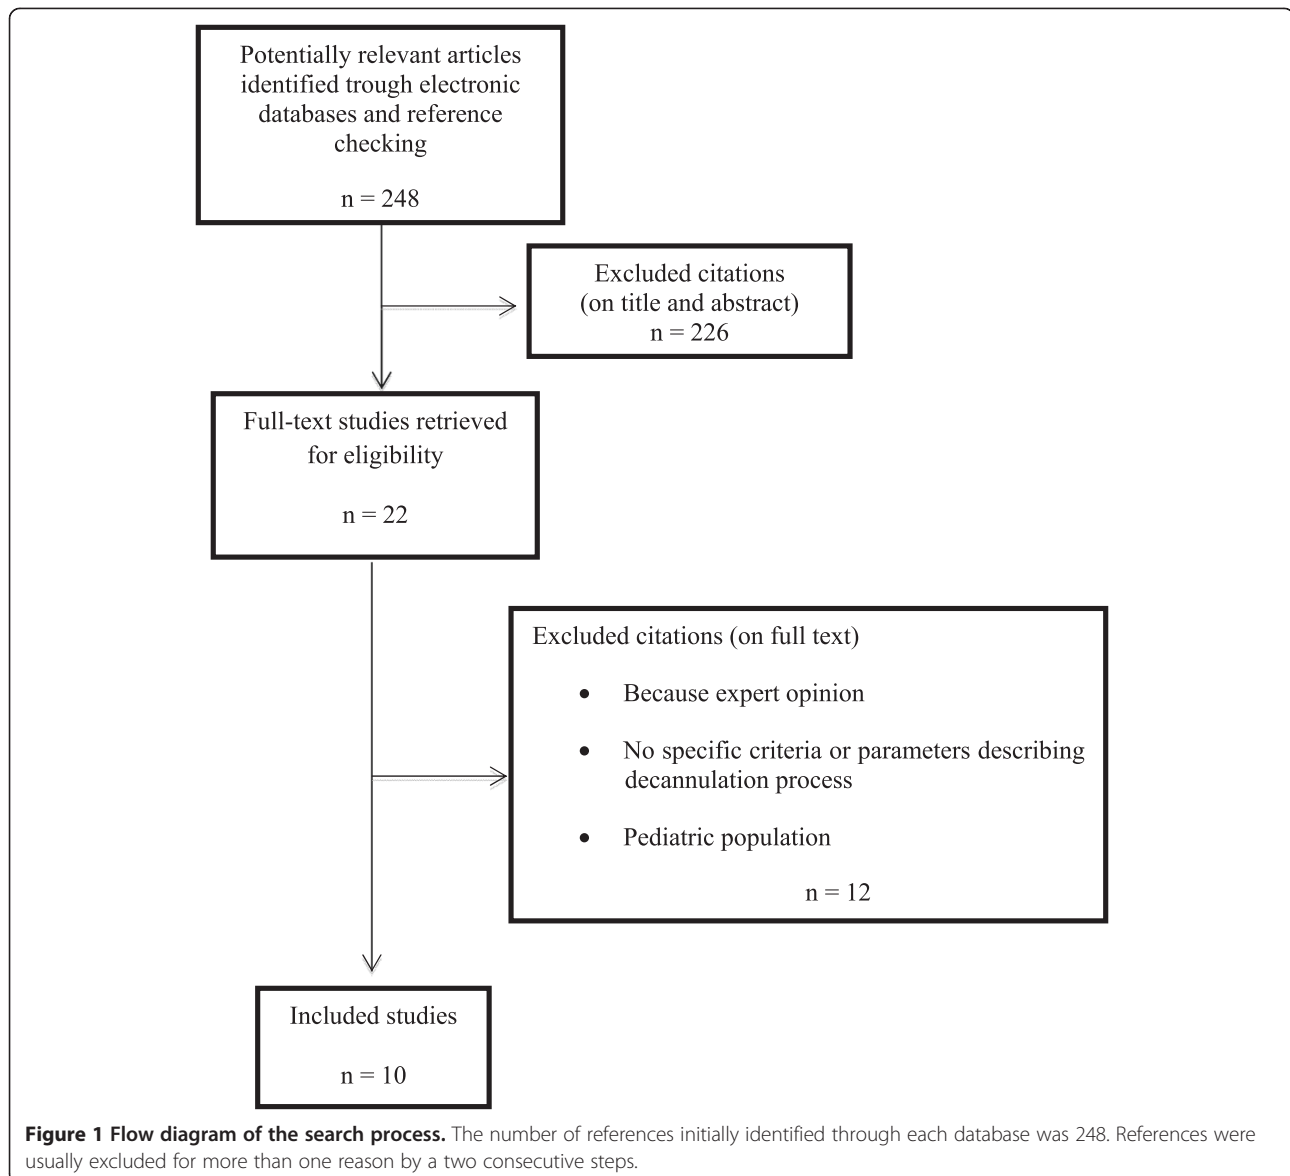 Potentially relevant articles
identified trough electronic
databases and reference
checking
n = 248
Excluded citations
(on title and abstract)
n = 226
Full-text studies retrieved
for eligibility
n = 22
Excluded citations (on full text)
• Because expert opinion
• No specific criteria or parameters describing
decannulation process
• Pediatric population
n = 12
Included studies
n = 10
Figure 1 Flow diagram of the search process. The number of references initially identified through each database was 248. References were
usually excluded for more than one reason by a two consecutive steps.